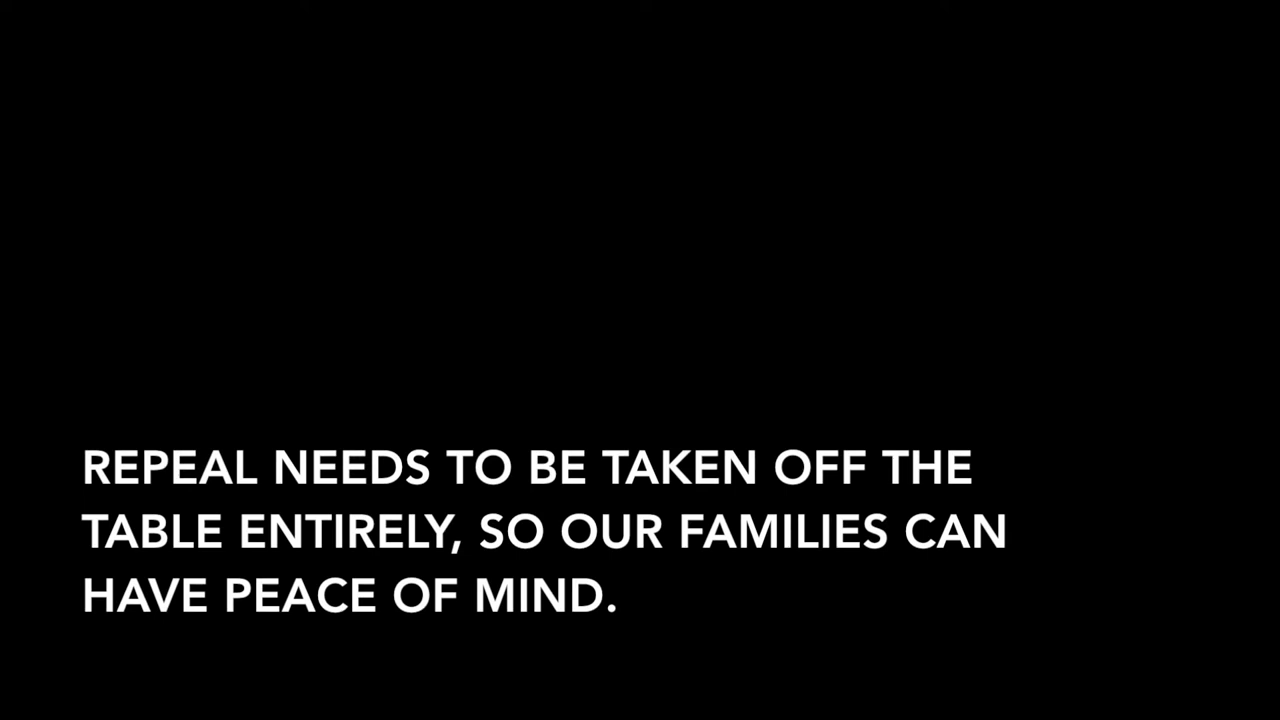 REPEAL NEEDS TO BE TAKEN OFF THE
TABLE ENTIRELY, SO OUR FAMILIES CAN
HAVE PEACE OF MIND.